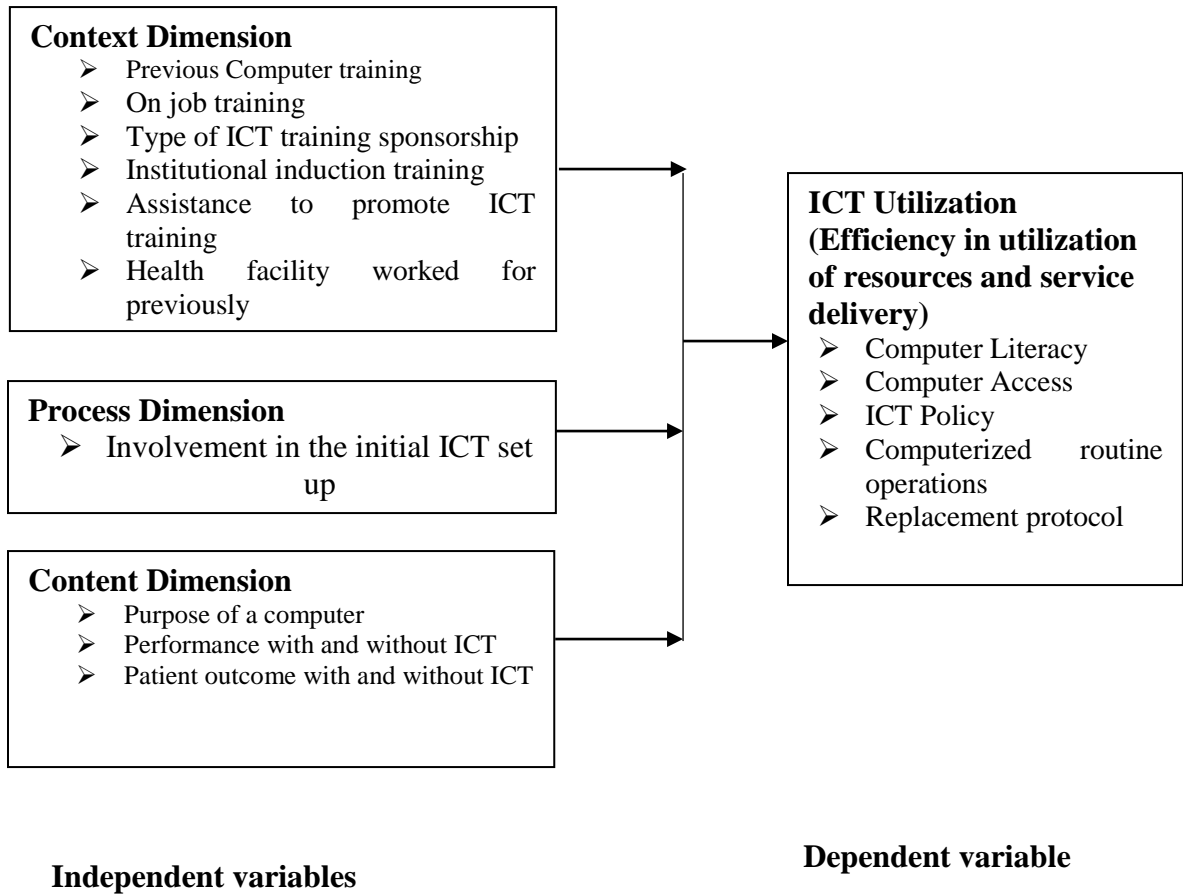 Context Dimension
➢ Previous Computer training
➢ On job training
➢ Type of ICT training sponsorship
➢ Institutional induction training
➢ Assistance to promote ICT
training
➢ Health facility worked for
previously
Process Dimension
➢ Involvement in the initial ICT set
up
Content Dimension
➢ Purpose of a computer
➢ Performance with and without ICT
➢ Patient outcome with and without ICT
Independent variables
ICT Utilization
(Efficiency in utilization
of resources and service
delivery)
➢ Computer Literacy
➢ Computer Access
➢ ICT Policy
➢ Computerized routine
operations
➢ Replacement protocol
Dependent variable